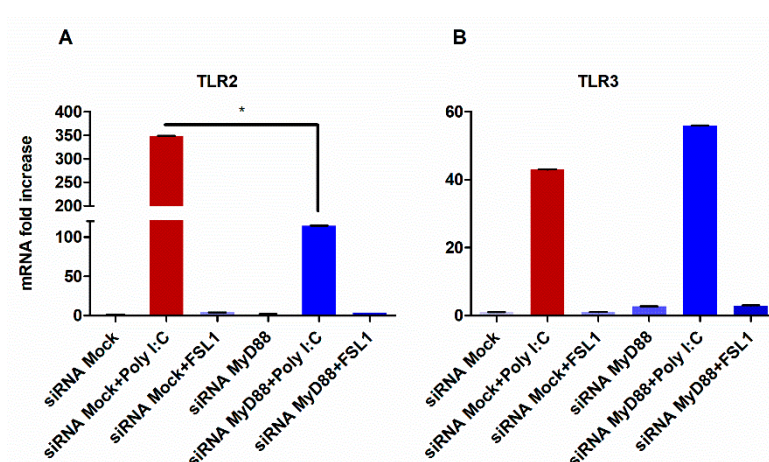 A
B
TLR2
TLR3
mRNA fold increase
400
350
300
250
200
100
50
0
*
60
40
20
0
siRNA Mock
siRNA Mock+Poly I:C
siRNA Mock+FSL1
siRNA MyD88
siRNA MyD88+Poly I:C
siRNA MyD88+FSL1
siRNA Mock
siRNA Mock+Poly I:C
siRNA Mock+FSL1
siRNA MyD88
siRNA MyD88+Poly I:C
siRNA MyD88+FSL1